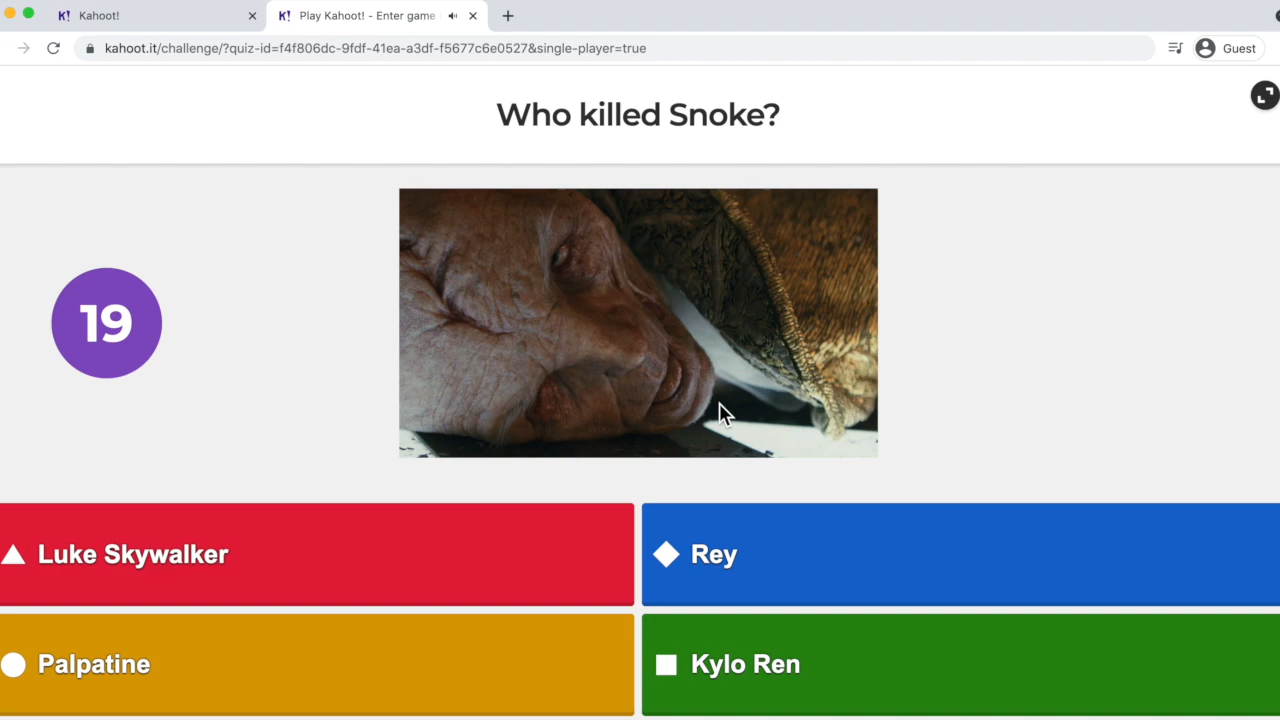 Kahoot!
Play Kahoot! - Enter game
kahoot.it/challenge/?quiz-id=f4f806dc-9fdf-41ea-a3df-f5677c6e0527&single-player=true
Guest
Who killed Snoke?
19
Luke Skywalker
Rey
Palpatine
Kylo Ren